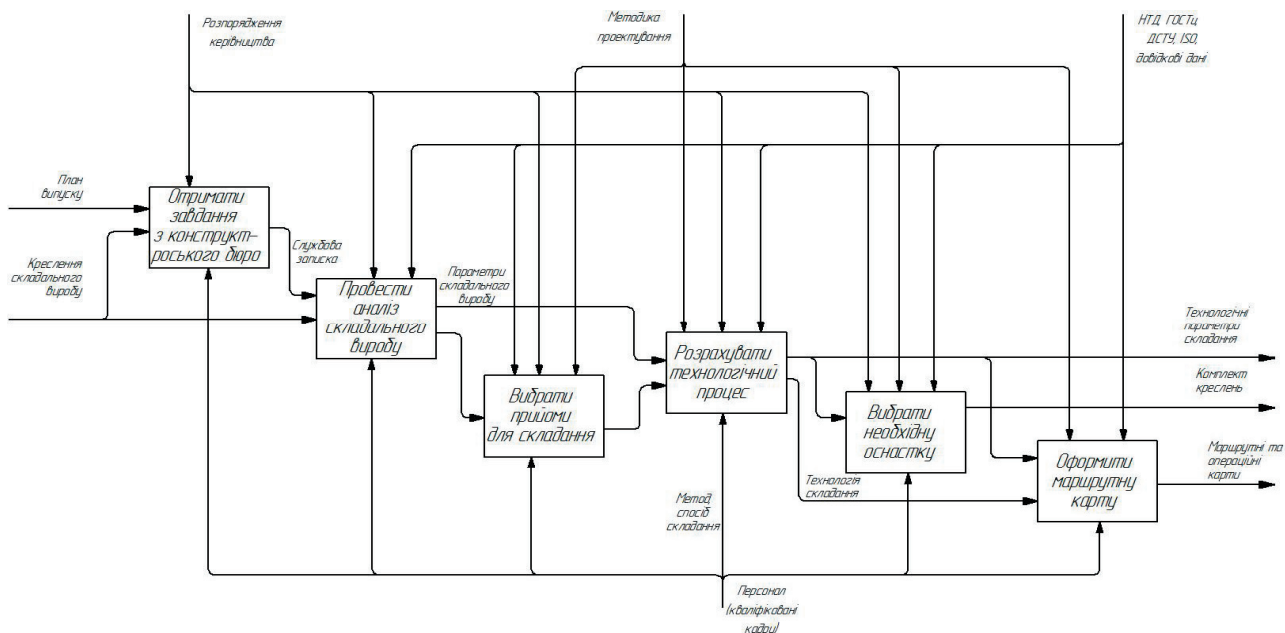 Розпорядження
керівництва
Методика
проектування
НТД, ГОСТи,
ДСТУ, ISO,
довідкові дані
План
випуску
Отримати
завдання
з конструкт-
роського бюро
Креслення
складального
виробу
Службова
записка
Провести
аналіз
складального
виробу
Параметри
складального
виробу
Вибрати
прийоми
для складання
Розрахувати
технологічний
процес
Метод,
спосіб
складання
Вибрати
необхідну
оснастку
Технологія
складання
Оформити
маршрутну
карту
Технологічні
параметри
складання
Комплект
креслень
Маршрутні та
операційні
карти
Персонал
(кваліфіковані
кадри)